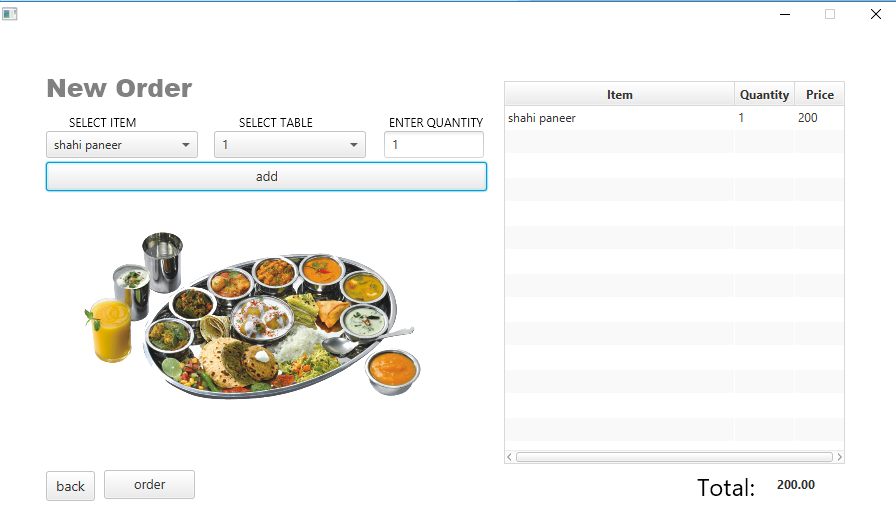 New Order
SELECT ITEM SELECT TABLE ENTER QUANTITY
shahi paneer 1 1
add
Item Quantity Price
shahi paneer 1 200
back order
Total: 200.00